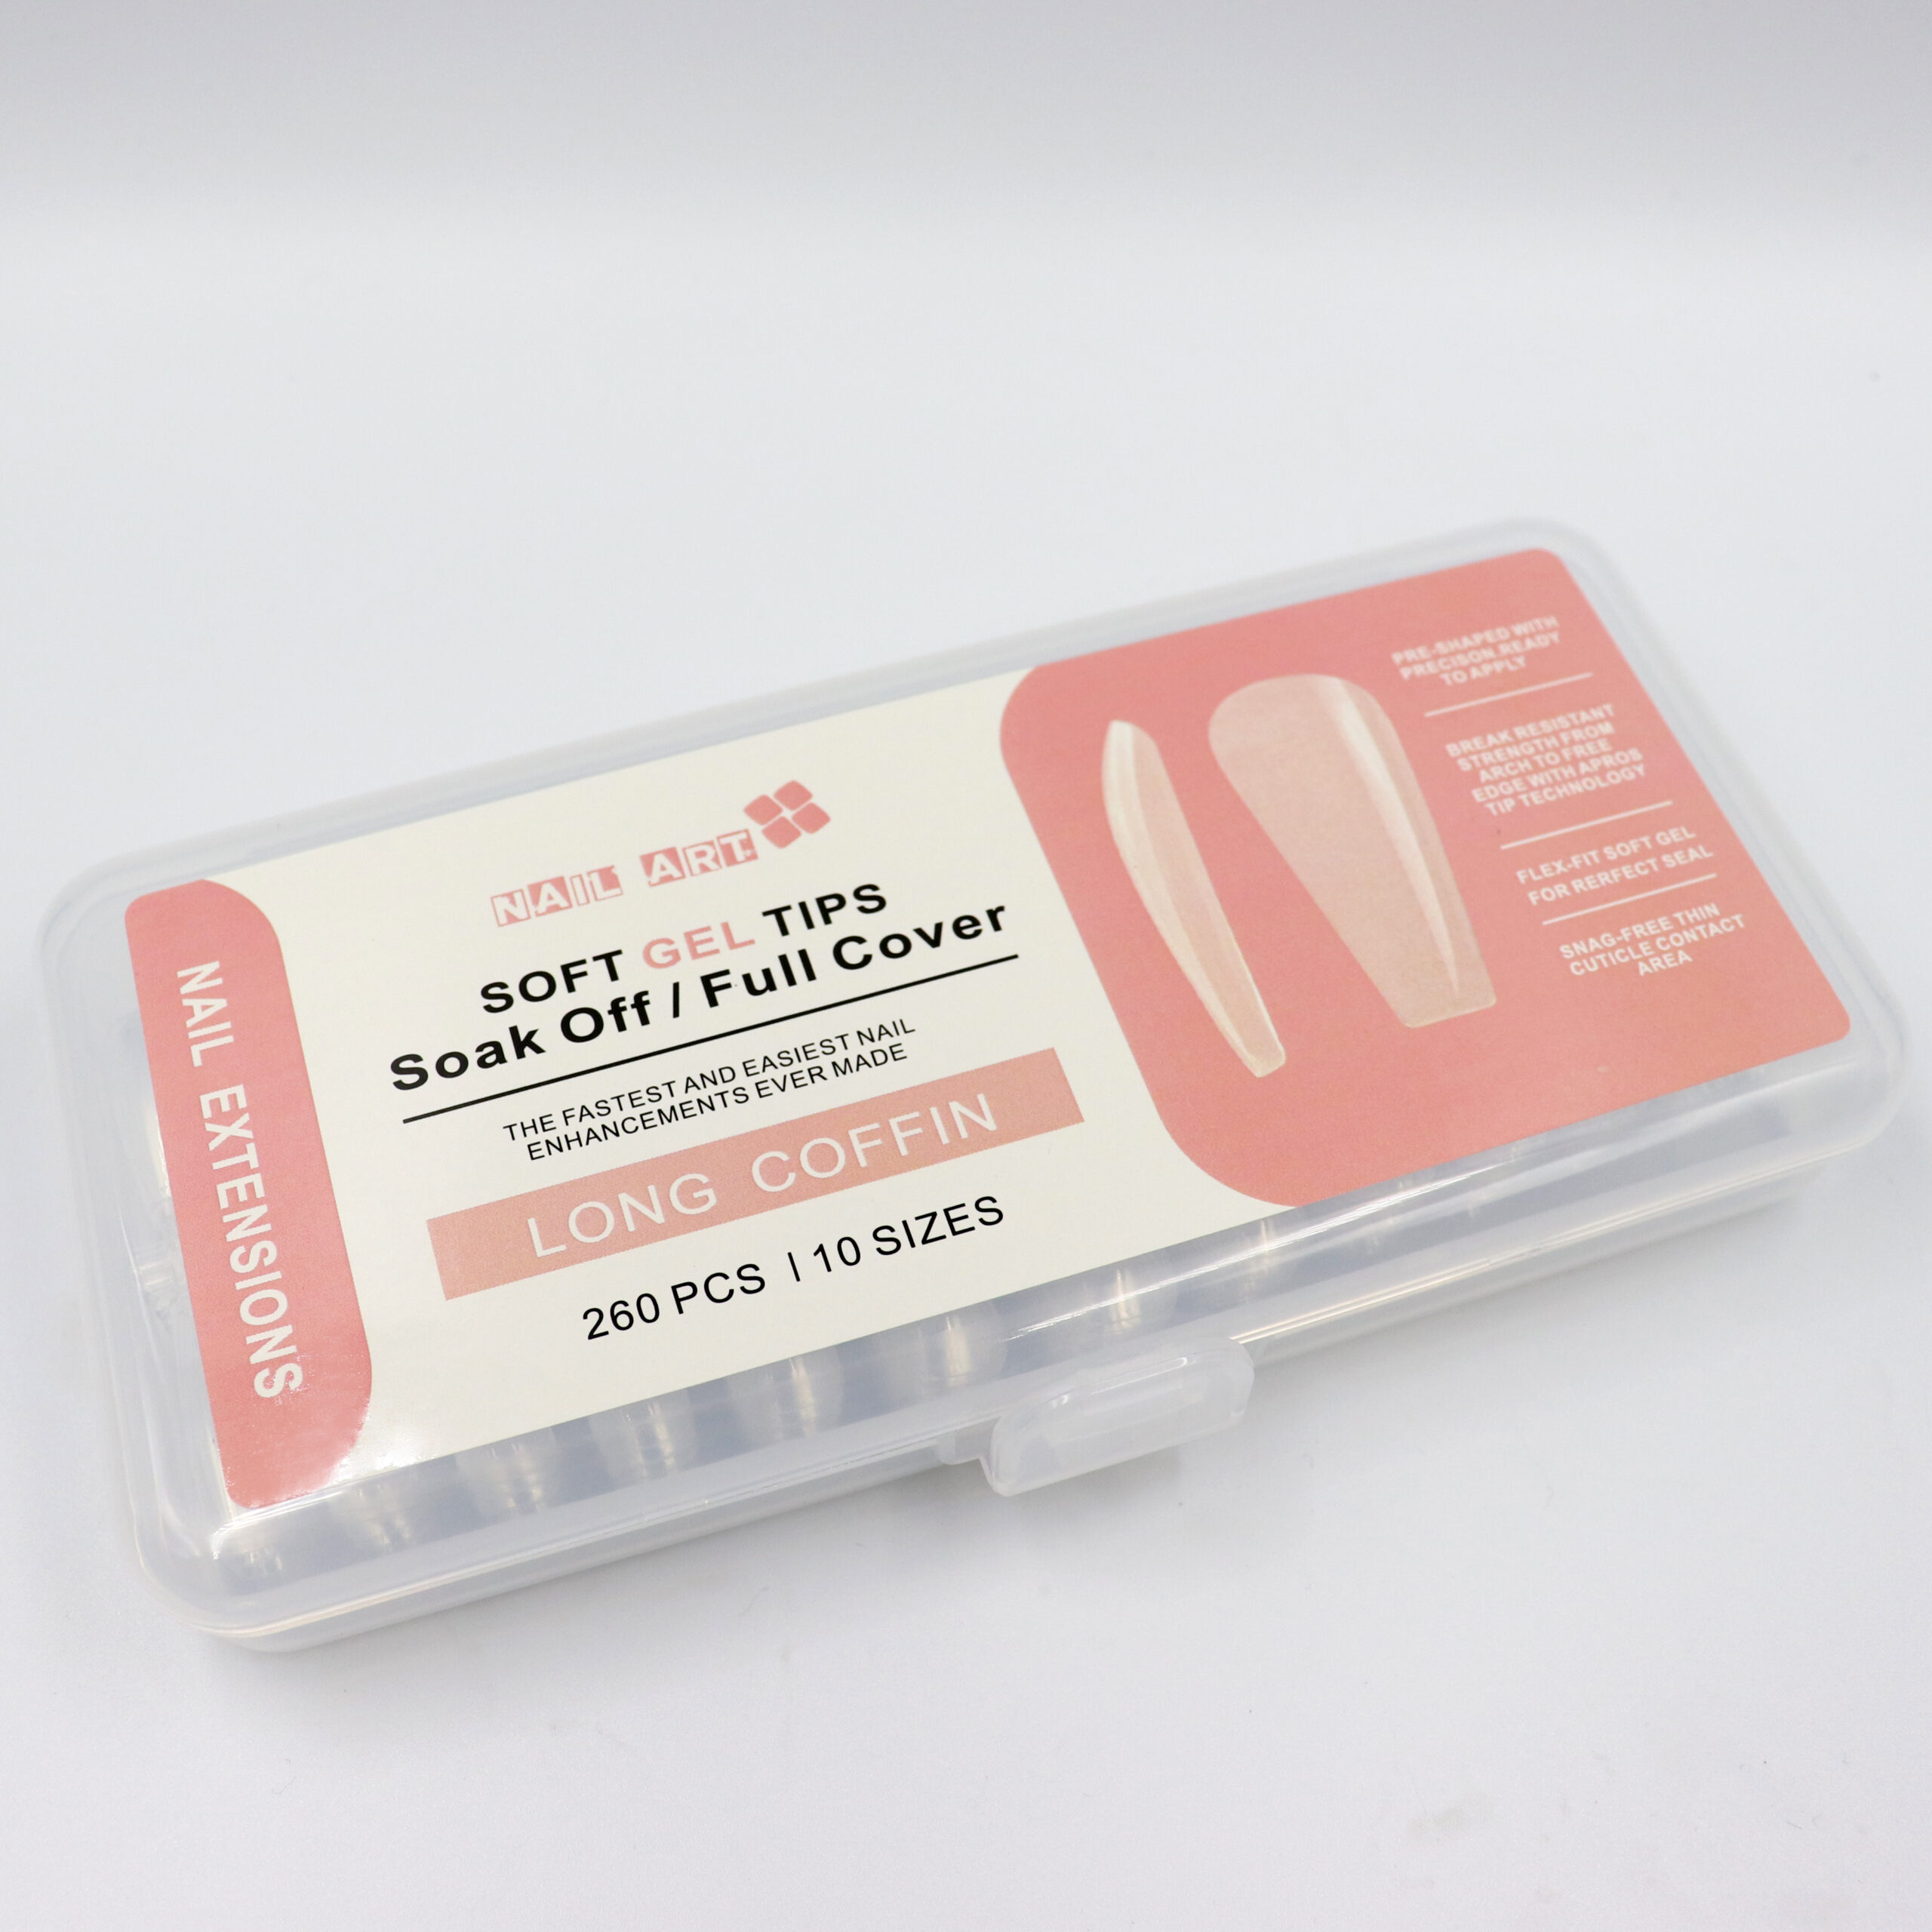 NAIL EXTENSIONS
NAIL ART
SOFT GEL TIPS
Soak Off / Full Cover
THE FASTEST AND EASIEST NAIL
ENHANCEMENTS EVER MADE
LONG COFFIN
260 PCS | 10 SIZES
PRE-SHAPED WITH
PRECISON READY
TO APPLY
BREAK RESISTANT
STRENGTH FROM
ARCH TO FREE
EDGE WITH APROS
TIP TECHNOLOGY
FLEX-FIT SOFT GEL
FOR RERFECT SEAL
SNAG-FREE THIN
CUTICLE CONTACT
AREA